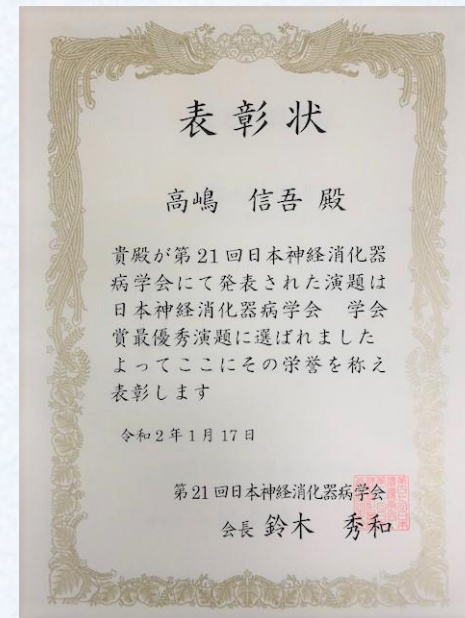 表彰状
高嶋 信吾 殿
貴殿が第21回日本神経消化器
病学会にて発表された演題は
日本神経消化器病学会 学会
賞最優秀演題に選ばれました
よってここにその栄誉を称え
表彰します
令和2年1月17日
第21回日本神経消化器病学会
会長 鈴木 秀和